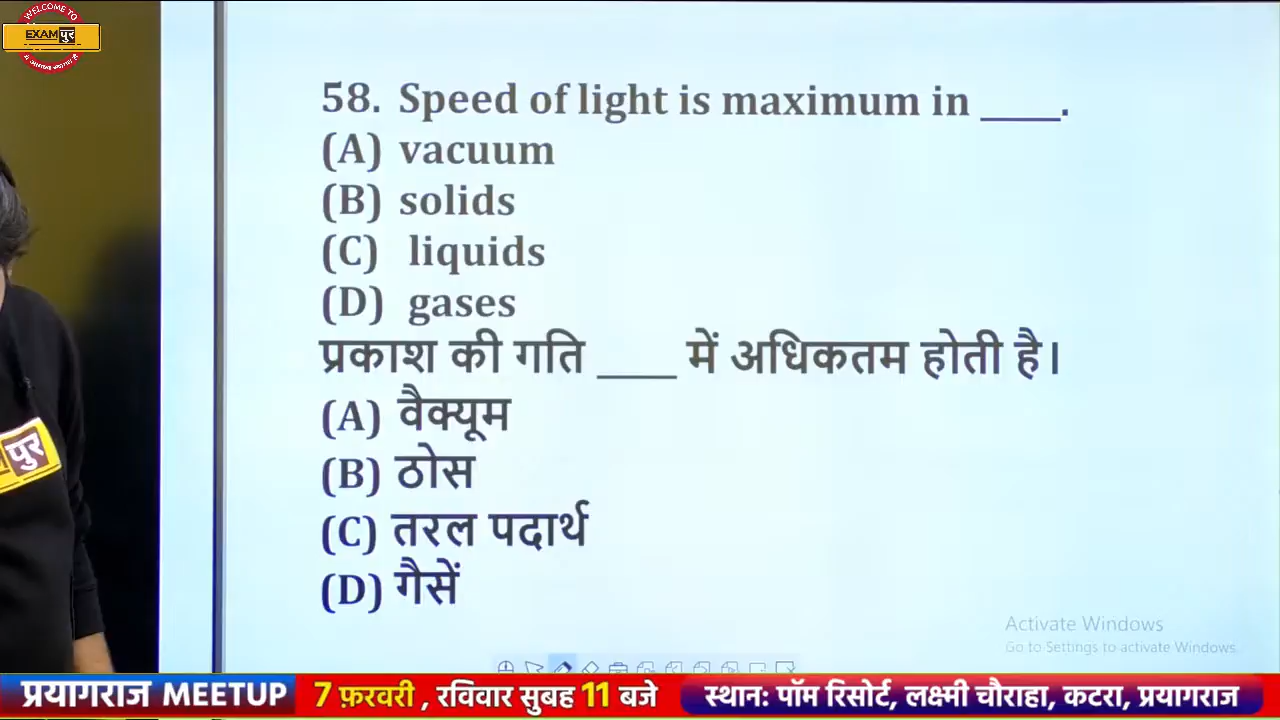 WELCOME TO
EXAM पुर
58. Speed of light is maximum in ____.
(A) vacuum
(B) solids
(C) liquids
(D) gases
प्रकाश की गति ____ में अधिकतम होती है।
(A) वैक्यूम
(B) ठोस
(C) तरल पदार्थ
(D) गैसें
पुर
Activate Windows
Go to Settings to activate Windows.
प्रयागराज MEETUP 7 फ़रवरी , रविवार सुबह 11 बजे स्थान: पॉम रिसोर्ट, लक्ष्मी चौराहा, कटरा, प्रयागराज